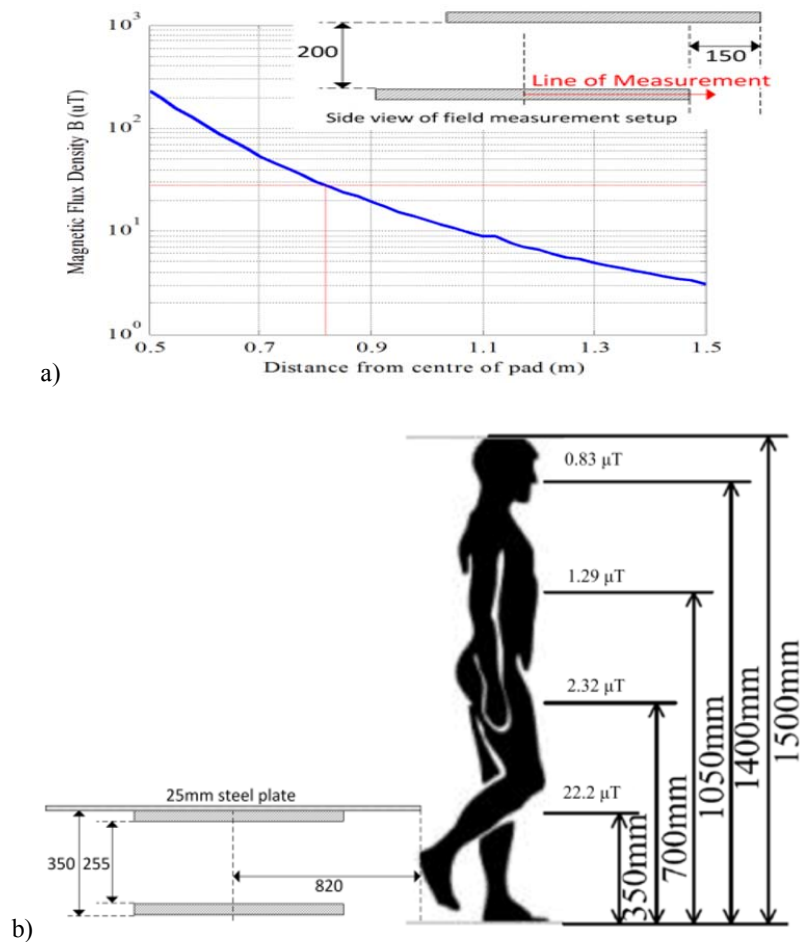 10³
10²
10¹
10⁰
Magnetic Flux Density B (uT)
200
150
Line of Measurement
Side view of field measurement setup
0.5 0.7 0.9 1.1 1.3 1.5
Distance from centre of pad (m)
a)
0.83 µT
1.29 µT
2.32 µT
22.2 µT
350mm
700mm
1050mm
1400mm
1500mm
25mm steel plate
350 255
820
b)